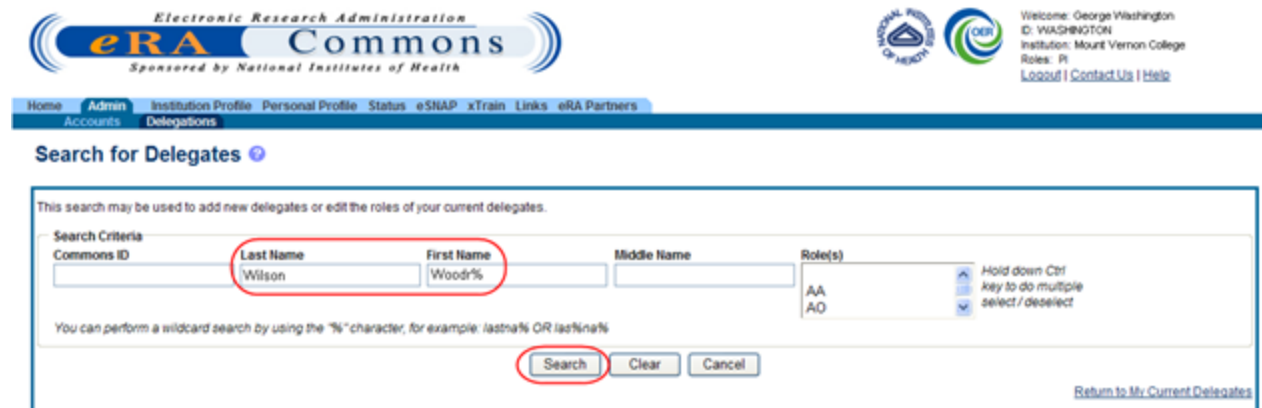 Electronic Research Administration
eRA Commons
Sponsored by National Institutes of Health
NATIONAL INSTITUTES OF HEALTH
OER
Welcome: George Washington
ID: WASHINGTON
Institution: Mount Vernon College
Roles: PI
Logout | Contact Us | Help
Home Admin Institution Profile Personal Profile Status eSNAP xTrain Links eRA Partners
Accounts Delegations
Search for Delegates ?
This search may be used to add new delegates or edit the roles of your current delegates.
Search Criteria
Commons ID Last Name First Name Middle Name Role(s)
Wilson Woodr%
AA
AO
Hold down Ctrl
key to do multiple
select / deselect
You can perform a wildcard search by using the "%" character, for example: lastna% OR las%na%
Search Clear Cancel
Return to My Current Delegates